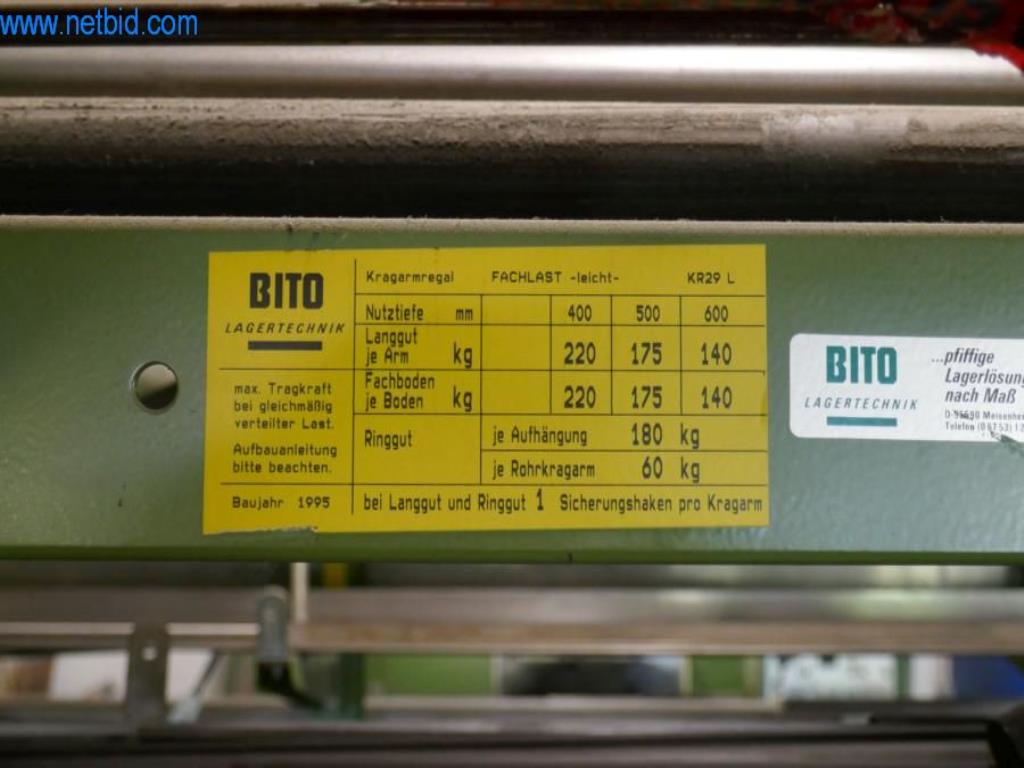 www.netbid.com
BITO
LAGERTECHNIK
max. Tragkraft
bei gleichmäßig
verteilter Last.
Aufbauanleitung
bitte beachten.
Baujahr 1995
Kragarmregal FACHLAST -leicht- KR29 L
Nutztiefe mm 400 500 600
Langgut
je Arm kg 220 175 140
Fachboden
je Boden kg 220 175 140
Ringgut je Aufhängung 180 kg
je Rohrkragarm 60 kg
bei Langgut und Ringgut 1 Sicherungshaken pro Kragarm
BITO
LAGERTECHNIK
...pfiffige
Lagerlösung
nach Maß
Telefon